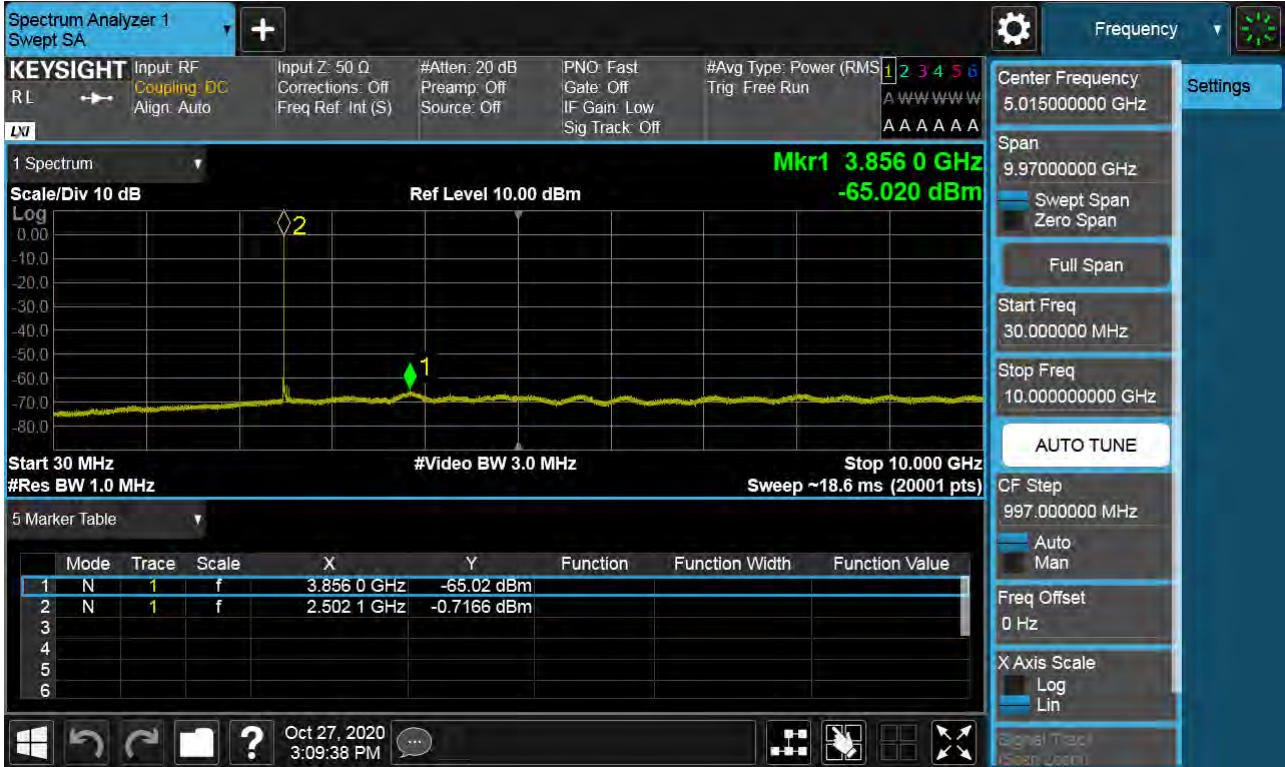 Spectrum Analyzer 1
Swept SA
+
Frequency
KEYSIGHT
RL
LXI
Input: RF
Coupling: DC
Align: Auto
Input Z: 50 Ω
Corrections: Off
Freq Ref: Int (S)
#Atten: 20 dB
Preamp: Off
Source: Off
PNO: Fast
Gate: Off
IF Gain: Low
Sig Track: Off
#Avg Type: Power (RMS
Trig: Free Run
1 2 3 4 5 6
A W W W W W
A A A A A A
1 Spectrum
Mkr1 3.856 0 GHz
-65.020 dBm
Scale/Div 10 dB
Ref Level 10.00 dBm
Log
0.00
-10.0
-20.0
-30.0
-40.0
-50.0
-60.0
-70.0
-80.0
2
1
Start 30 MHz
#Video BW 3.0 MHz
Stop 10.000 GHz
#Res BW 1.0 MHz
Sweep ~18.6 ms (20001 pts)
5 Marker Table
Mode Trace Scale X Y Function Function Width Function Value
1 N 1 f 3.856 0 GHz -65.02 dBm
2 N 1 f 2.502 1 GHz -0.7166 dBm
3
4
5
6
Oct 27, 2020
3:09:38 PM
Center Frequency
5.015000000 GHz
Settings
Span
9.97000000 GHz
Swept Span
Zero Span
Full Span
Start Freq
30.000000 MHz
Stop Freq
10.000000000 GHz
AUTO TUNE
CF Step
997.000000 MHz
Auto
Man
Freq Offset
0 Hz
X Axis Scale
Log
Lin
Signal Track
(Span Zoom)